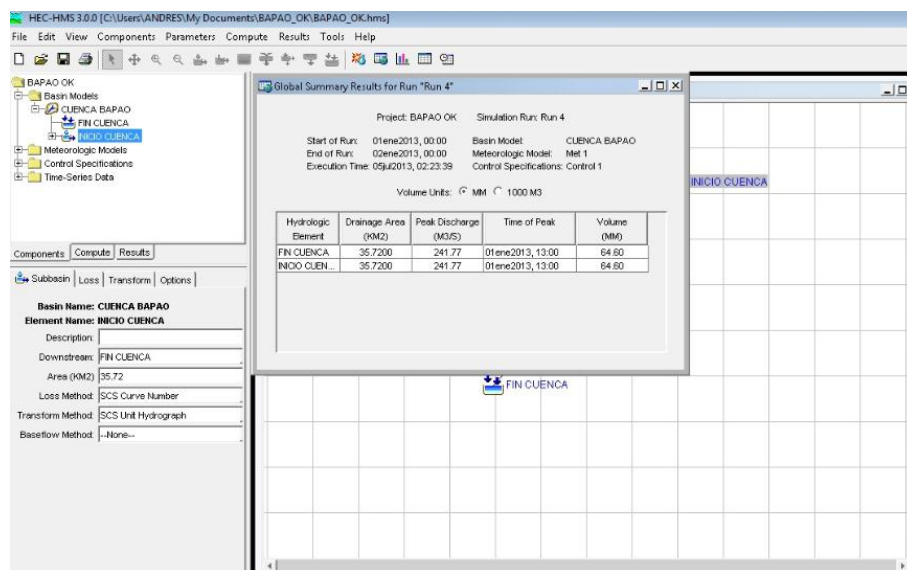 HEC-HMS 3.0.0 [C:\Users\ANDRES\My Documents\BAPAO_OK\BAPAO_OK.hms]
File Edit View Components Parameters Compute Results Tools Help
BAPAO OK
Basin Models
CUENCA BAPAO
FIN CUENCA
INICIO CUENCA
Meteorologic Models
Control Specifications
Time-Series Data
Components Compute Results
Subbasin Loss Transform Options
Basin Name: CUENCA BAPAO
Element Name: INICIO CUENCA
Description:
Downstream: FIN CUENCA
Area (KM2) 35.72
Loss Method: SCS Curve Number
Transform Method: SCS Unit Hydrograph
Baseflow Method: --None--
Global Summary Results for Run "Run 4"
Project: BAPAO OK Simulation Run: Run 4
Start of Run: 01ene2013, 00:00 Basin Model: CUENCA BAPAO
End of Run: 02ene2013, 00:00 Meteorologic Model: Met 1
Execution Time: 05jul2013, 02:23:39 Control Specifications: Control 1
Volume Units: MM 1000 M3
Hydrologic Element Drainage Area (KM2) Peak Discharge (M3/S) Time of Peak Volume (MM)
FIN CUENCA 35.7200 241.77 01ene2013, 13:00 64.60
INICIO CUEN... 35.7200 241.77 01ene2013, 13:00 64.60
INICIO CUENCA
FIN CUENCA